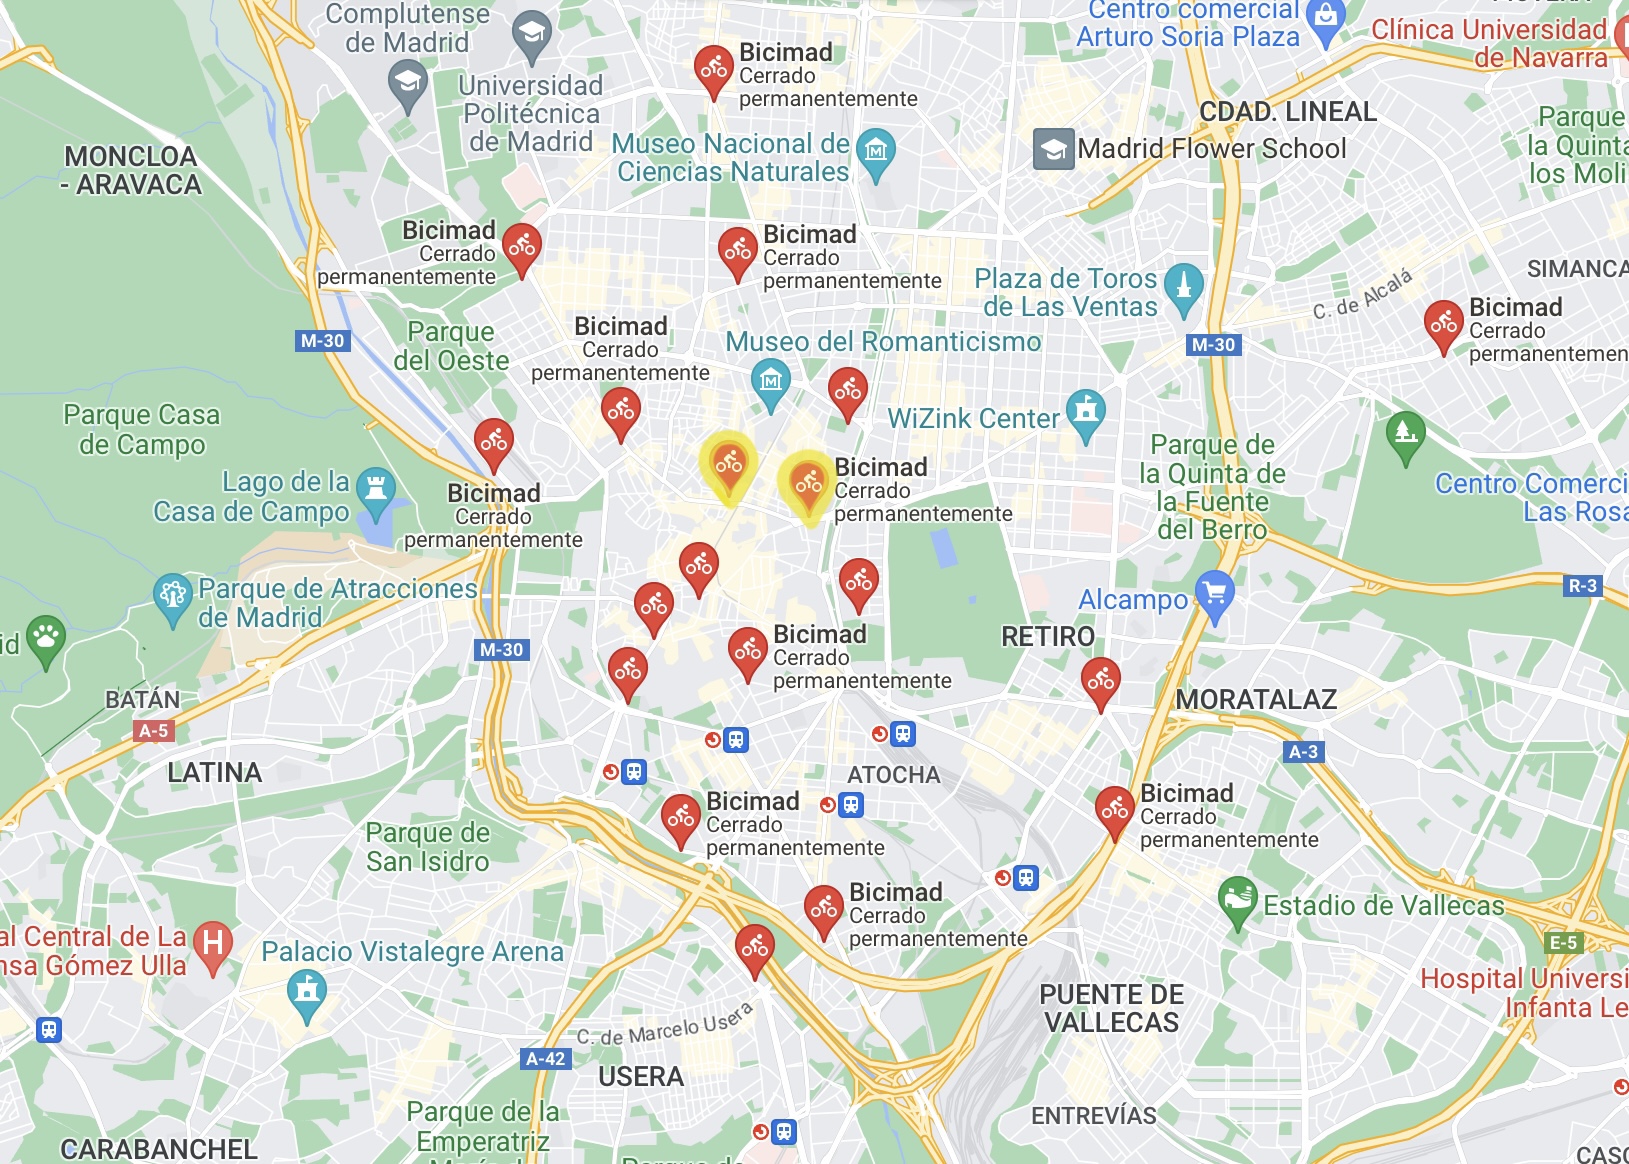 Complutense
de Madrid
Centro comercial
Arturo Soria Plaza
Clínica Universidad
de Navarra
Bicimad
Cerrado
permanentemente
Universidad
Politécnica
de Madrid
CDAD. LINEAL
Museo Nacional de
Ciencias Naturales
Madrid Flower School
Parque
la Quinta
los Moli
MONCLOA
- ARAVACA
Bicimad
Cerrado
permanentemente
Bicimad
Cerrado
permanentemente
Plaza de Toros
de Las Ventas
SIMANCA
C. de Alcalá
Bicimad
Cerrado
permanentemen
M-30
Parque
del Oeste
Bicimad
Cerrado
permanentemente
Museo del Romanticismo
M-30
Parque Casa
de Campo
WiZink Center
Parque de
la Quinta de
la Fuente
del Berro
Lago de la
Casa de Campo
Bicimad
Cerrado
permanentemente
Bicimad
Cerrado
permanentemente
Centro Comerci
Las Rosa
Parque de Atracciones
de Madrid
Alcampo
R-3
id
M-30
Bicimad
Cerrado
permanentemente
RETIRO
BATÁN
A-5
MORATALAZ
A-3
LATINA
ATOCHA
Bicimad
Cerrado
permanentemente
Bicimad
Cerrado
permanentemente
Parque de
San Isidro
Bicimad
Cerrado
permanentemente
Estadio de Vallecas
al Central de La
nsa Gómez Ulla
H
Palacio Vistalegre Arena
E-5
Hospital Universi
Infanta Le
PUENTE DE
VALLECAS
C. de Marcelo Usera
A-42
USERA
Parque de la
Emperatriz
ENTREVÍAS
CARABANCHEL
CASC